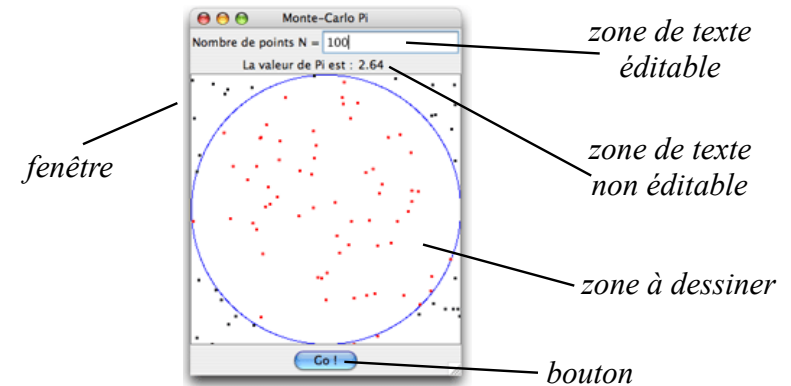 Monte-Carlo Pi
Nombre de points N = 100
La valeur de Pi est : 2.64
Go !
fenêtre
zone de texte
éditable
zone de texte
non éditable
zone à dessiner
bouton